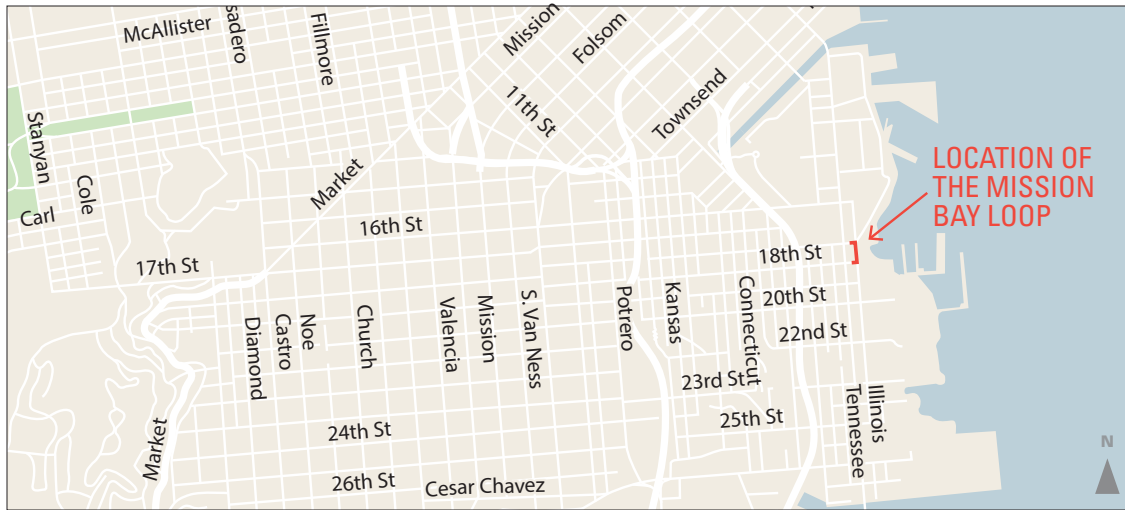 McAllister
sadero
Fillmore
Mission
Folsom
11th St
Townsend
Stanyan
Cole
Carl
Market
16th St
17th St
18th St
LOCATION OF
THE MISSION
BAY LOOP
Diamond
Castro
Noe
Church
Valencia
Mission
S. Van Ness
Potrero
Kansas
Connecticut
20th St
22nd St
23rd St
25th St
Illinois
Tennessee
Market
24th St
26th St
Cesar Chavez
N